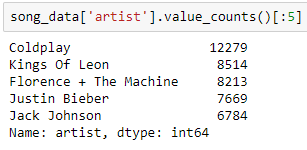 song_data['artist'].value_counts()[:5]
Coldplay 12279
Kings Of Leon 8514
Florence + The Machine 8213
Justin Bieber 7669
Jack Johnson 6784
Name: artist, dtype: int64